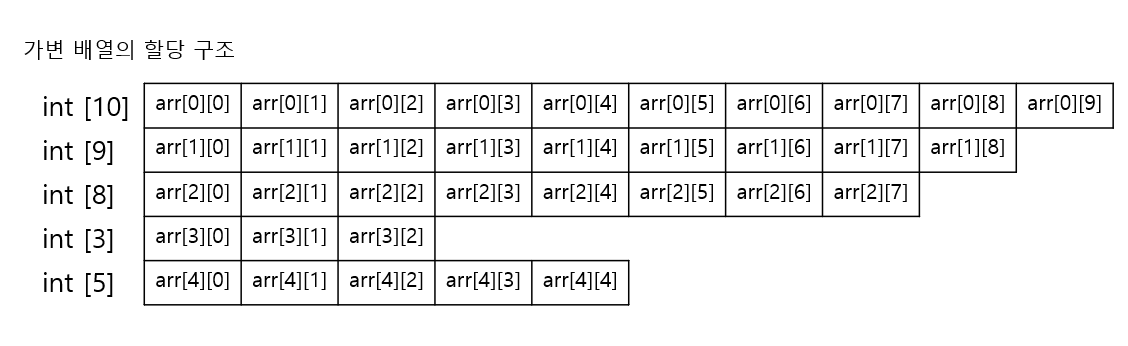 가변 배열의 할당 구조
int [10] arr[0][0] arr[0][1] arr[0][2] arr[0][3] arr[0][4] arr[0][5] arr[0][6] arr[0][7] arr[0][8] arr[0][9]
int [9] arr[1][0] arr[1][1] arr[1][2] arr[1][3] arr[1][4] arr[1][5] arr[1][6] arr[1][7] arr[1][8]
int [8] arr[2][0] arr[2][1] arr[2][2] arr[2][3] arr[2][4] arr[2][5] arr[2][6] arr[2][7]
int [3] arr[3][0] arr[3][1] arr[3][2]
int [5] arr[4][0] arr[4][1] arr[4][2] arr[4][3] arr[4][4]